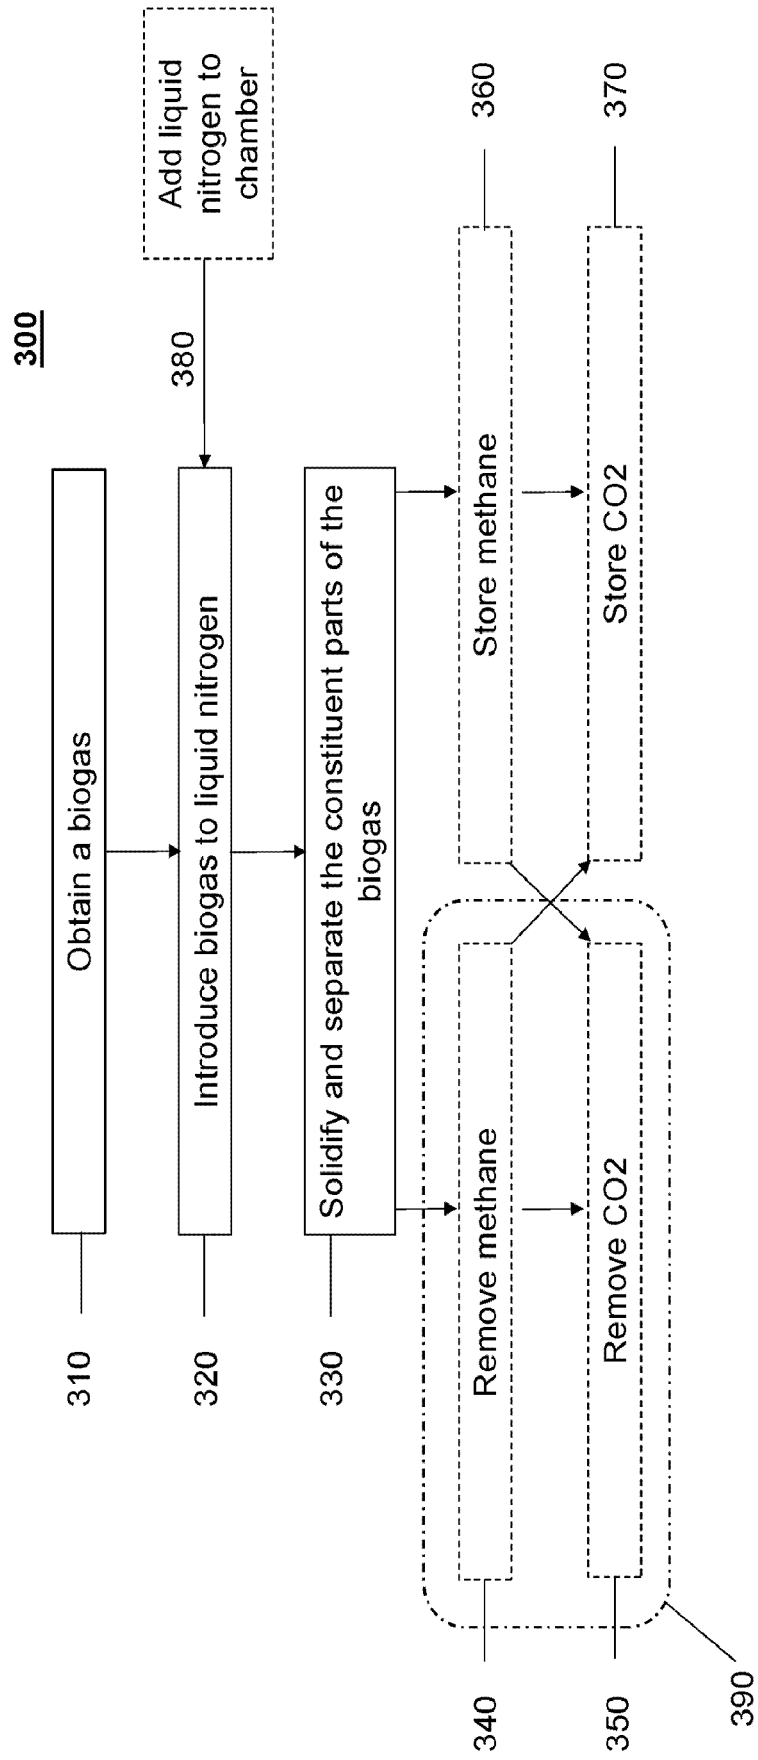 300
310
Obtain a biogas
320
Introduce biogas to liquid nitrogen
380
Add liquid
nitrogen to
chamber
330
Solidify and separate the constituent parts of the
biogas
340
Remove methane
Store methane
360
350
Remove CO2
Store CO2
370
390